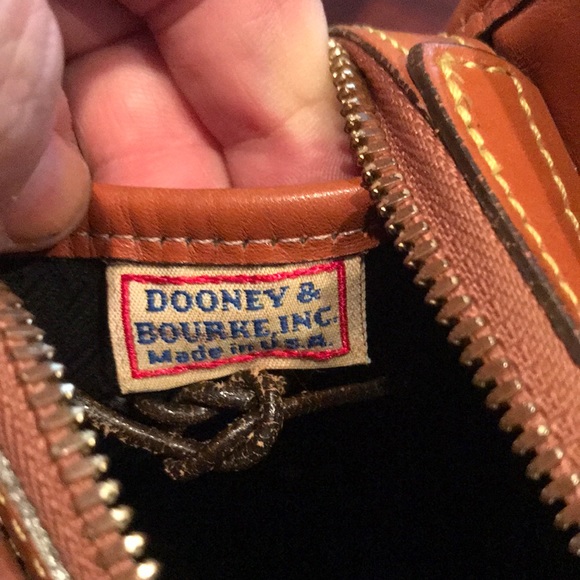 DOONEY &
BOURKE, INC.
Made in U.S.A.